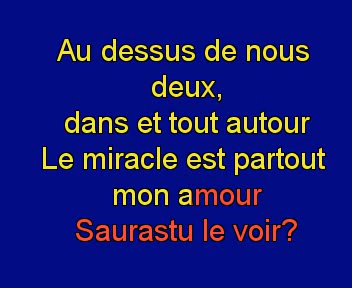 Au dessus de nous
deux,
dans et tout autour
Le miracle est partout
mon amour
Saurastu le voir?